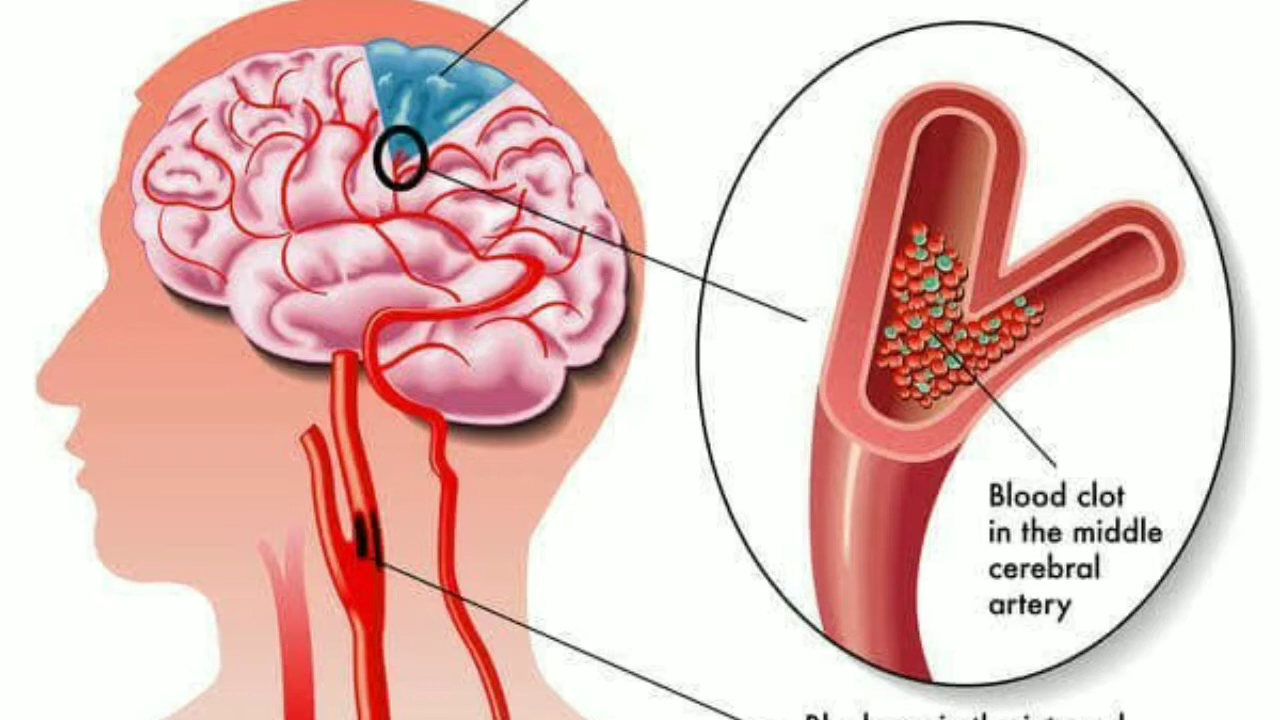 Blood clot
in the middle
cerebral
artery